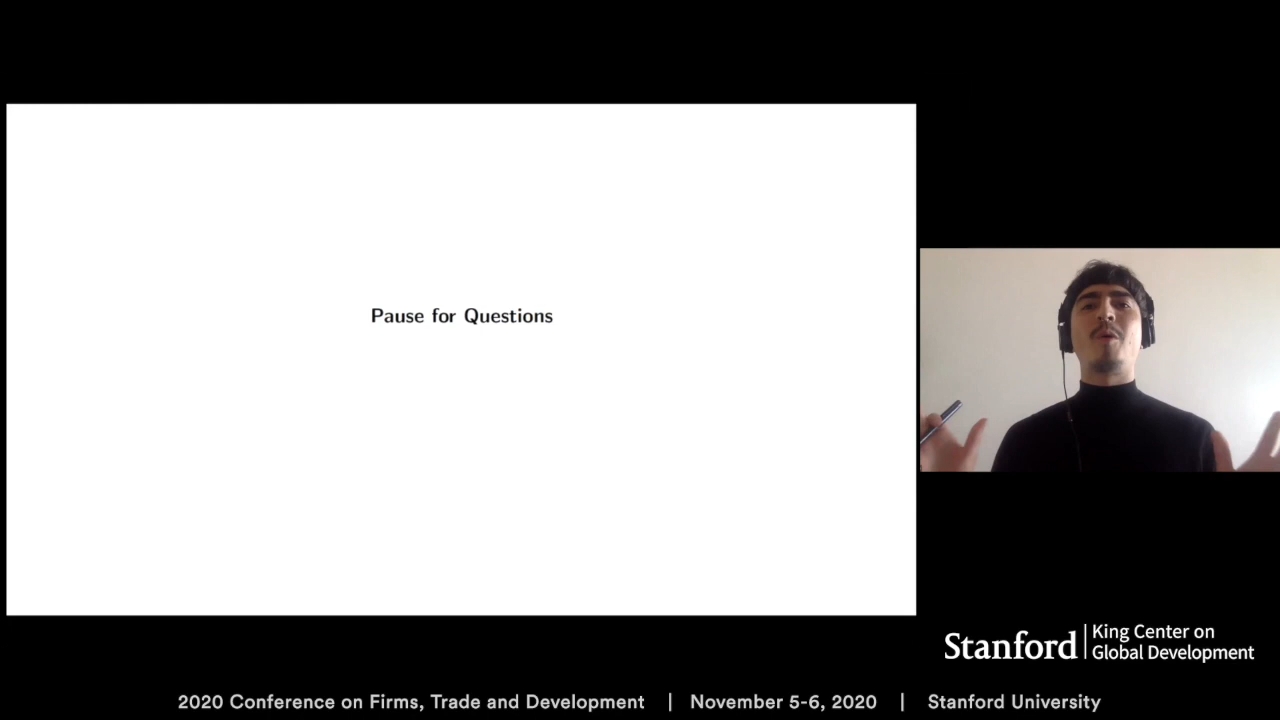 Pause for Questions
Stanford
King Center on
Global Development
2020 Conference on Firms, Trade and Development | November 5-6, 2020 | Stanford University